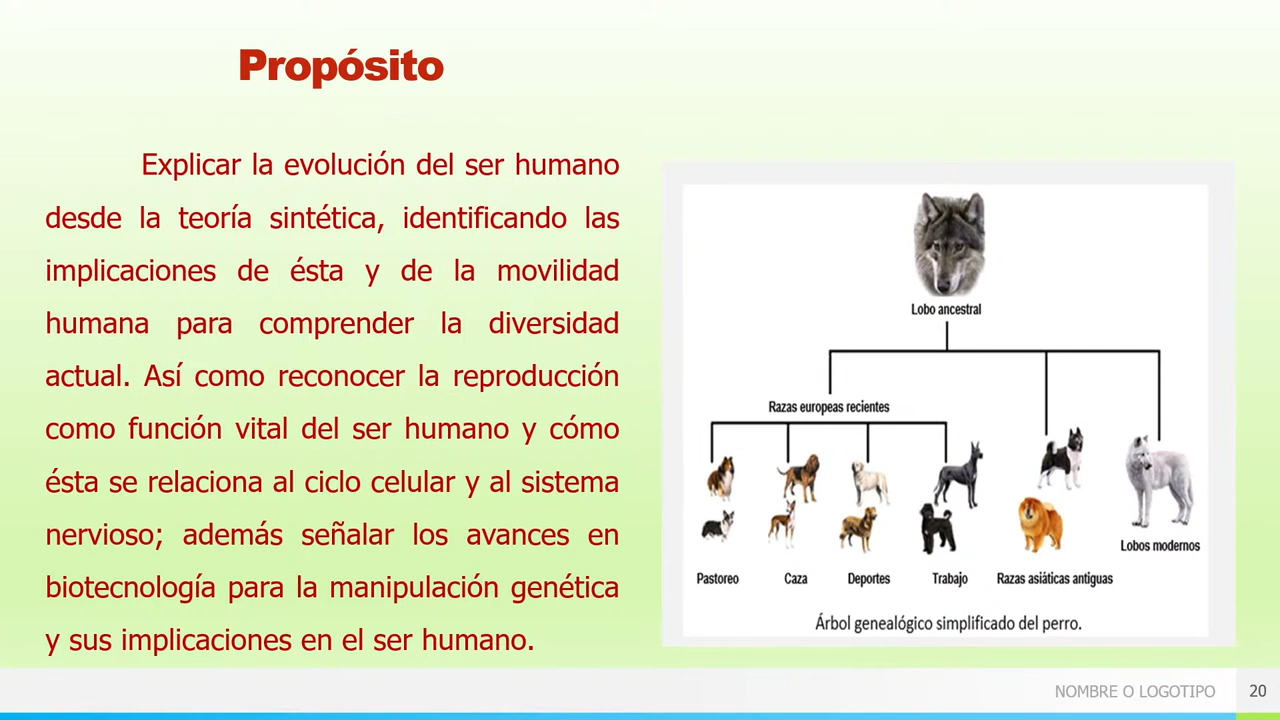 Propósito
Explicar la evolución del ser humano
desde la teoría sintética, identificando las
implicaciones de ésta y de la movilidad
humana para comprender la diversidad
actual. Así como reconocer la reproducción
como función vital del ser humano y cómo
ésta se relaciona al ciclo celular y al sistema
nervioso; además señalar los avances en
biotecnología para la manipulación genética
y sus implicaciones en el ser humano.
Lobo ancestral
Razas europeas recientes
Lobos modernos
Pastoreo Caza Deportes Trabajo Razas asiáticas antiguas
Árbol genealógico simplificado del perro.
NOMBRE O LOGOTIPO 20